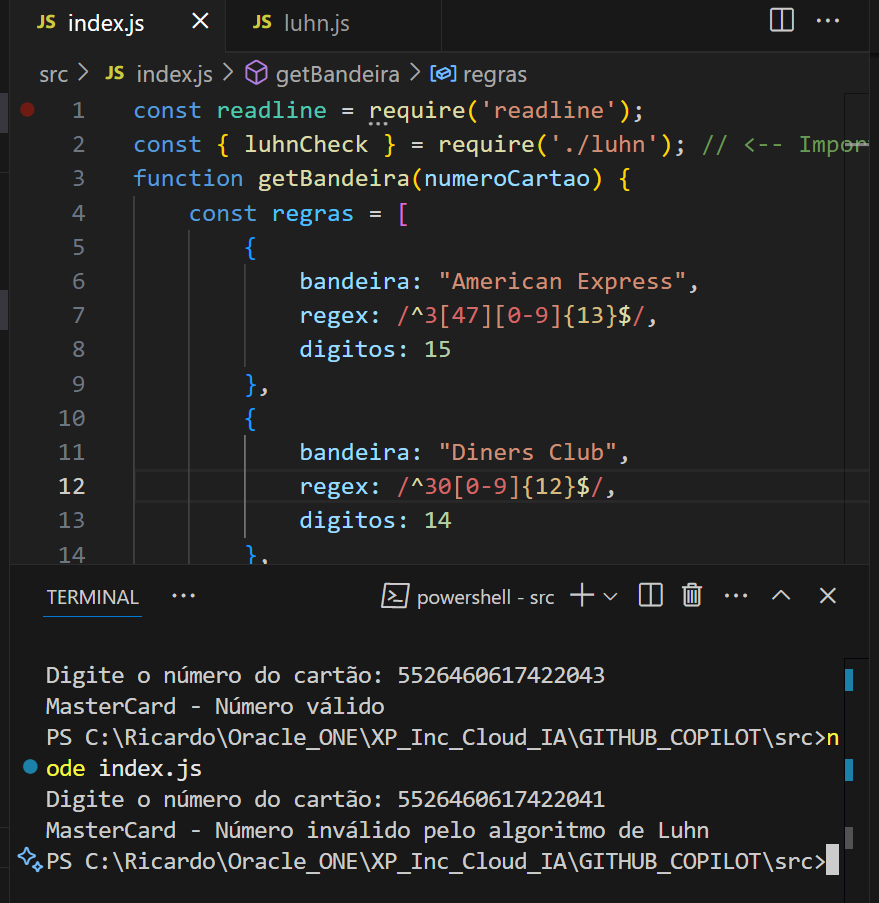 JS index.js × JS luhn.js ...
src > JS index.js > getBandeira > regras
1 const readline = require('readline');
2 const { luhnCheck } = require('./luhn'); // <-- Impor
3 function getBandeira(numeroCartao) {
4 const regras = [
5 {
6 bandeira: "American Express",
7 regex: /^3[47][0-9]{13}$/,
8 digitos: 15
9 },
10 {
11 bandeira: "Diners Club",
12 regex: /^30[0-9]{12}$/,
13 digitos: 14
14 },
TERMINAL ... powershell - src
Digite o número do cartão: 5526460617422043
MasterCard - Número válido
PS C:\Ricardo\Oracle_ONE\XP_Inc_Cloud_IA\GITHUB_COPILOT\src>n
ode index.js
Digite o número do cartão: 5526460617422041
MasterCard - Número inválido pelo algoritmo de Luhn
PS C:\Ricardo\Oracle_ONE\XP_Inc_Cloud_IA\GITHUB_COPILOT\src>